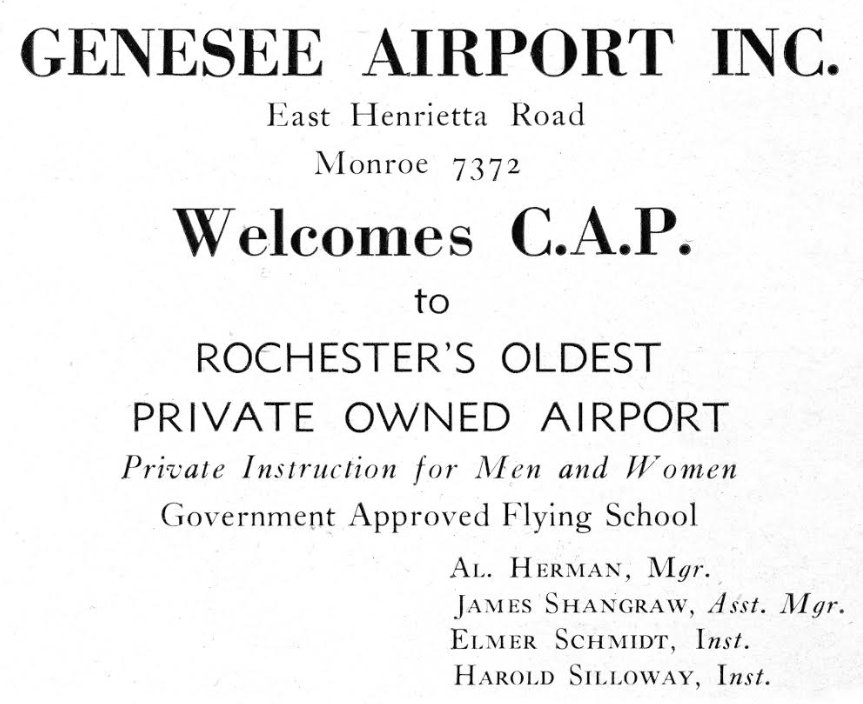 GENESEE AIRPORT INC.
East Henrietta Road
Monroe 7372
Welcomes C.A.P.
to
ROCHESTER'S OLDEST
PRIVATE OWNED AIRPORT
Private Instruction for Men and Women
Government Approved Flying School
AL. HERMAN, Mgr.
JAMES SHANGRAW, Asst. Mgr.
ELMER SCHMIDT, Inst.
HAROLD SILLOWAY, Inst.